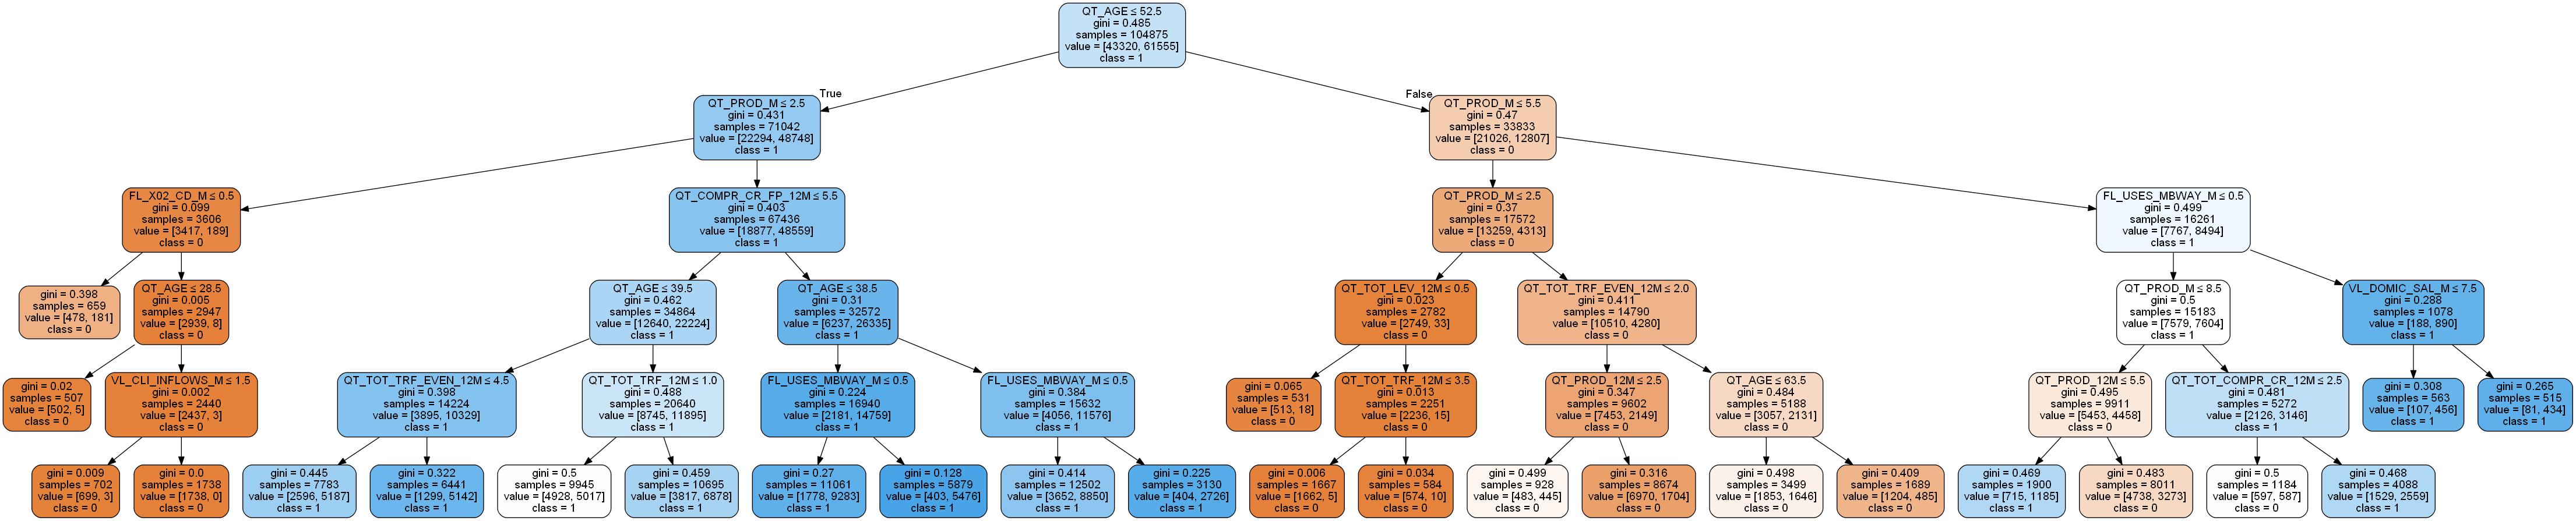 QT_AGE ≤ 52.5
gini = 0.485
samples = 104875
value = [43320, 61555]
class = 1
True
False
QT_PROD_M ≤ 2.5
gini = 0.431
samples = 71042
value = [22294, 48748]
class = 1
QT_PROD_M ≤ 5.5
gini = 0.47
samples = 33833
value = [21026, 12807]
class = 0
FL_X02_CD_M ≤ 0.5
gini = 0.099
samples = 3606
value = [3417, 189]
class = 0
QT_COMPR_CR_FP_12M ≤ 5.5
gini = 0.403
samples = 67436
value = [18877, 48559]
class = 1
QT_PROD_M ≤ 2.5
gini = 0.37
samples = 17572
value = [13259, 4313]
class = 0
FL_USES_MBWAY_M ≤ 0.5
gini = 0.499
samples = 16261
value = [7767, 8494]
class = 1
gini = 0.398
samples = 659
value = [478, 181]
class = 0
QT_AGE ≤ 28.5
gini = 0.005
samples = 2947
value = [2939, 8]
class = 0
QT_AGE ≤ 39.5
gini = 0.462
samples = 34864
value = [12640, 22224]
class = 1
QT_AGE ≤ 38.5
gini = 0.31
samples = 32572
value = [6237, 26335]
class = 1
QT_TOT_LEV_12M ≤ 0.5
gini = 0.023
samples = 2782
value = [2749, 33]
class = 0
QT_TOT_TRF_EVEN_12M ≤ 2.0
gini = 0.411
samples = 14790
value = [10510, 4280]
class = 0
QT_PROD_M ≤ 8.5
gini = 0.5
samples = 15183
value = [7579, 7604]
class = 1
VL_DOMIC_SAL_M ≤ 7.5
gini = 0.288
samples = 1078
value = [188, 890]
class = 1
gini = 0.02
samples = 507
value = [502, 5]
class = 0
VL_CLI_INFLOWS_M ≤ 1.5
gini = 0.002
samples = 2440
value = [2437, 3]
class = 0
QT_TOT_TRF_EVEN_12M ≤ 4.5
gini = 0.398
samples = 14224
value = [3895, 10329]
class = 1
QT_TOT_TRF_12M ≤ 1.0
gini = 0.488
samples = 20640
value = [8745, 11895]
class = 1
FL_USES_MBWAY_M ≤ 0.5
gini = 0.224
samples = 16940
value = [2181, 14759]
class = 1
FL_USES_MBWAY_M ≤ 0.5
gini = 0.384
samples = 15632
value = [4056, 11576]
class = 1
gini = 0.065
samples = 531
value = [513, 18]
class = 0
QT_TOT_TRF_12M ≤ 3.5
gini = 0.013
samples = 2251
value = [2236, 15]
class = 0
QT_PROD_12M ≤ 2.5
gini = 0.347
samples = 9602
value = [7453, 2149]
class = 0
QT_AGE ≤ 63.5
gini = 0.484
samples = 5188
value = [3057, 2131]
class = 0
QT_PROD_12M ≤ 5.5
gini = 0.495
samples = 9911
value = [5453, 4458]
class = 0
QT_TOT_COMPR_CR_12M ≤ 2.5
gini = 0.481
samples = 5272
value = [2126, 3146]
class = 1
gini = 0.308
samples = 563
value = [107, 456]
class = 1
gini = 0.265
samples = 515
value = [81, 434]
class = 1
gini = 0.009
samples = 702
value = [699, 3]
class = 0
gini = 0.0
samples = 1738
value = [1738, 0]
class = 0
gini = 0.445
samples = 7783
value = [2596, 5187]
class = 1
gini = 0.322
samples = 6441
value = [1299, 5142]
class = 1
gini = 0.5
samples = 9945
value = [4928, 5017]
class = 1
gini = 0.459
samples = 10695
value = [3817, 6878]
class = 1
gini = 0.27
samples = 11061
value = [1778, 9283]
class = 1
gini = 0.128
samples = 5879
value = [403, 5476]
class = 1
gini = 0.414
samples = 12502
value = [3652, 8850]
class = 1
gini = 0.225
samples = 3130
value = [404, 2726]
class = 1
gini = 0.006
samples = 1667
value = [1662, 5]
class = 0
gini = 0.034
samples = 584
value = [574, 10]
class = 0
gini = 0.499
samples = 928
value = [483, 445]
class = 0
gini = 0.316
samples = 8674
value = [6970, 1704]
class = 0
gini = 0.498
samples = 3499
value = [1853, 1646]
class = 0
gini = 0.409
samples = 1689
value = [1204, 485]
class = 0
gini = 0.469
samples = 1900
value = [715, 1185]
class = 1
gini = 0.483
samples = 8011
value = [4738, 3273]
class = 0
gini = 0.5
samples = 1184
value = [597, 587]
class = 0
gini = 0.468
samples = 4088
value = [1529, 2559]
class = 1